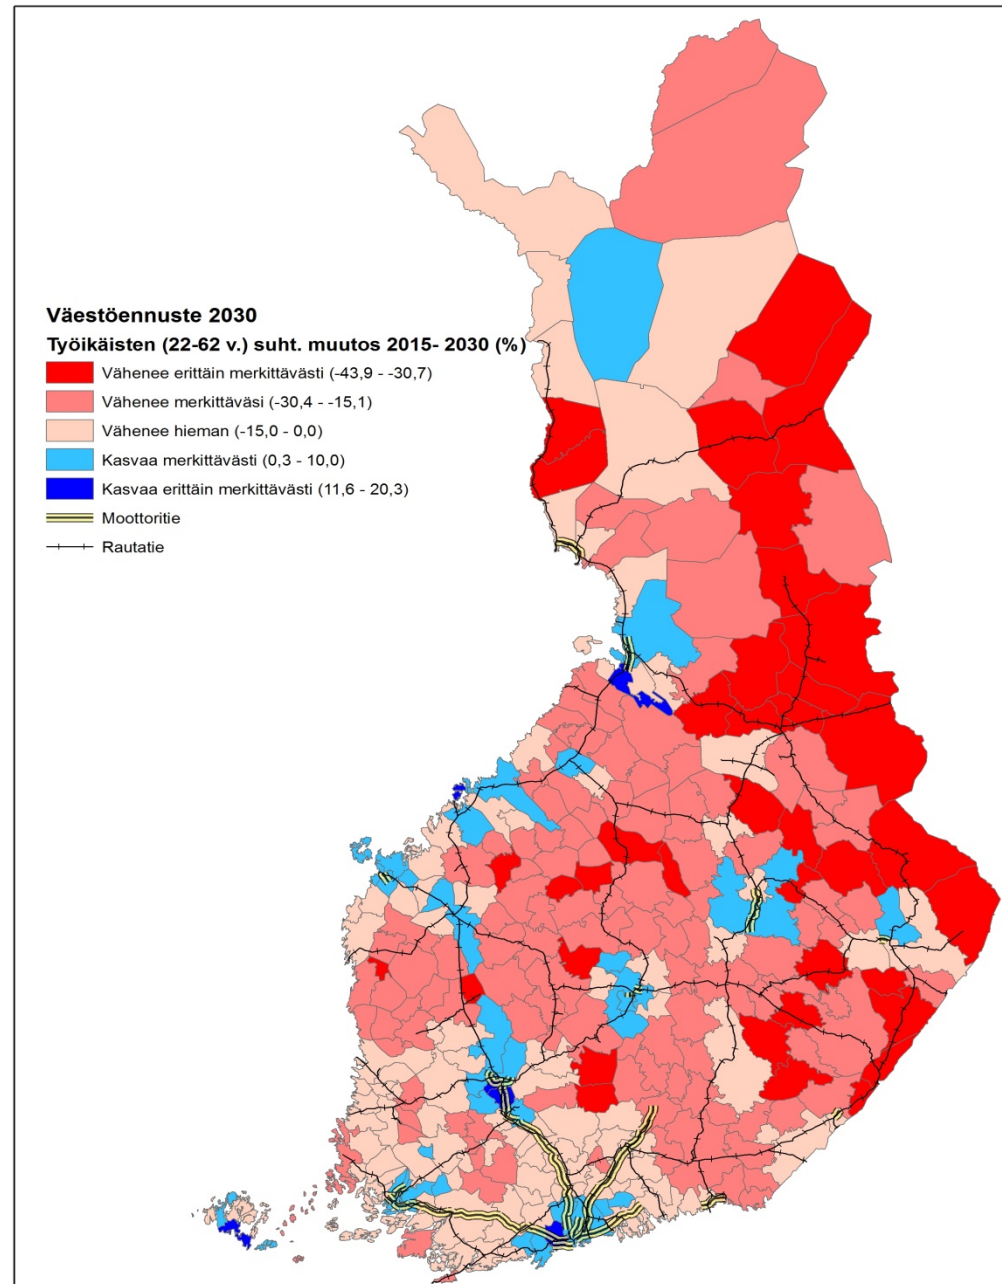 Väestöennuste 2030
Työikäisten (22-62 v.) suht. muutos 2015- 2030 (%)
Vähenee erittäin merkittävästi (-43,9 - -30,7)
Vähenee merkittäväsi (-30,4 - -15,1)
Vähenee hieman (-15,0 - 0,0)
Kasvaa merkittävästi (0,3 - 10,0)
Kasvaa erittäin merkittävästi (11,6 - 20,3)
Moottoritie
Rautatie